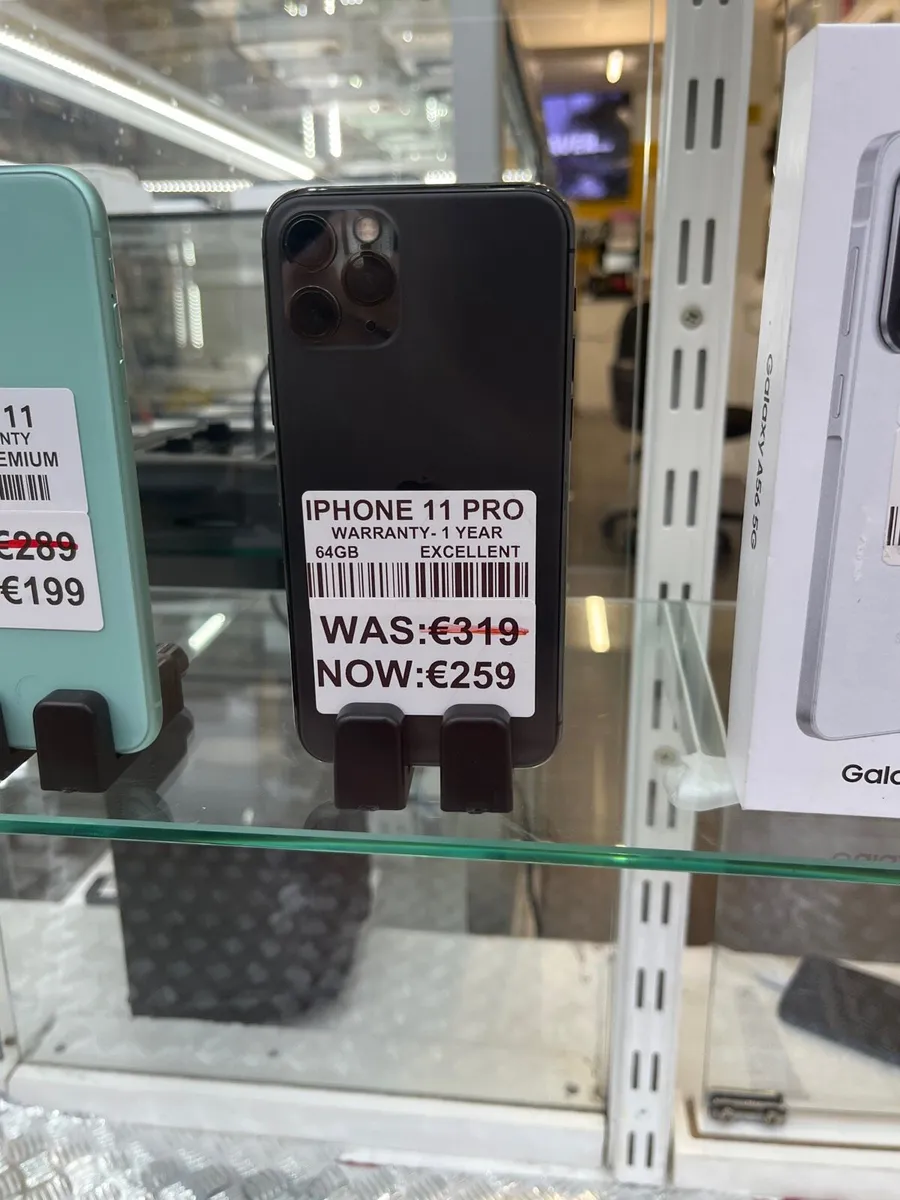 11
NTY
EMIUM
€289
€199
IPHONE 11 PRO
WARRANTY- 1 YEAR
64GB EXCELLENT
WAS:€319
NOW:€259
Galaxy A56 5G
Gala